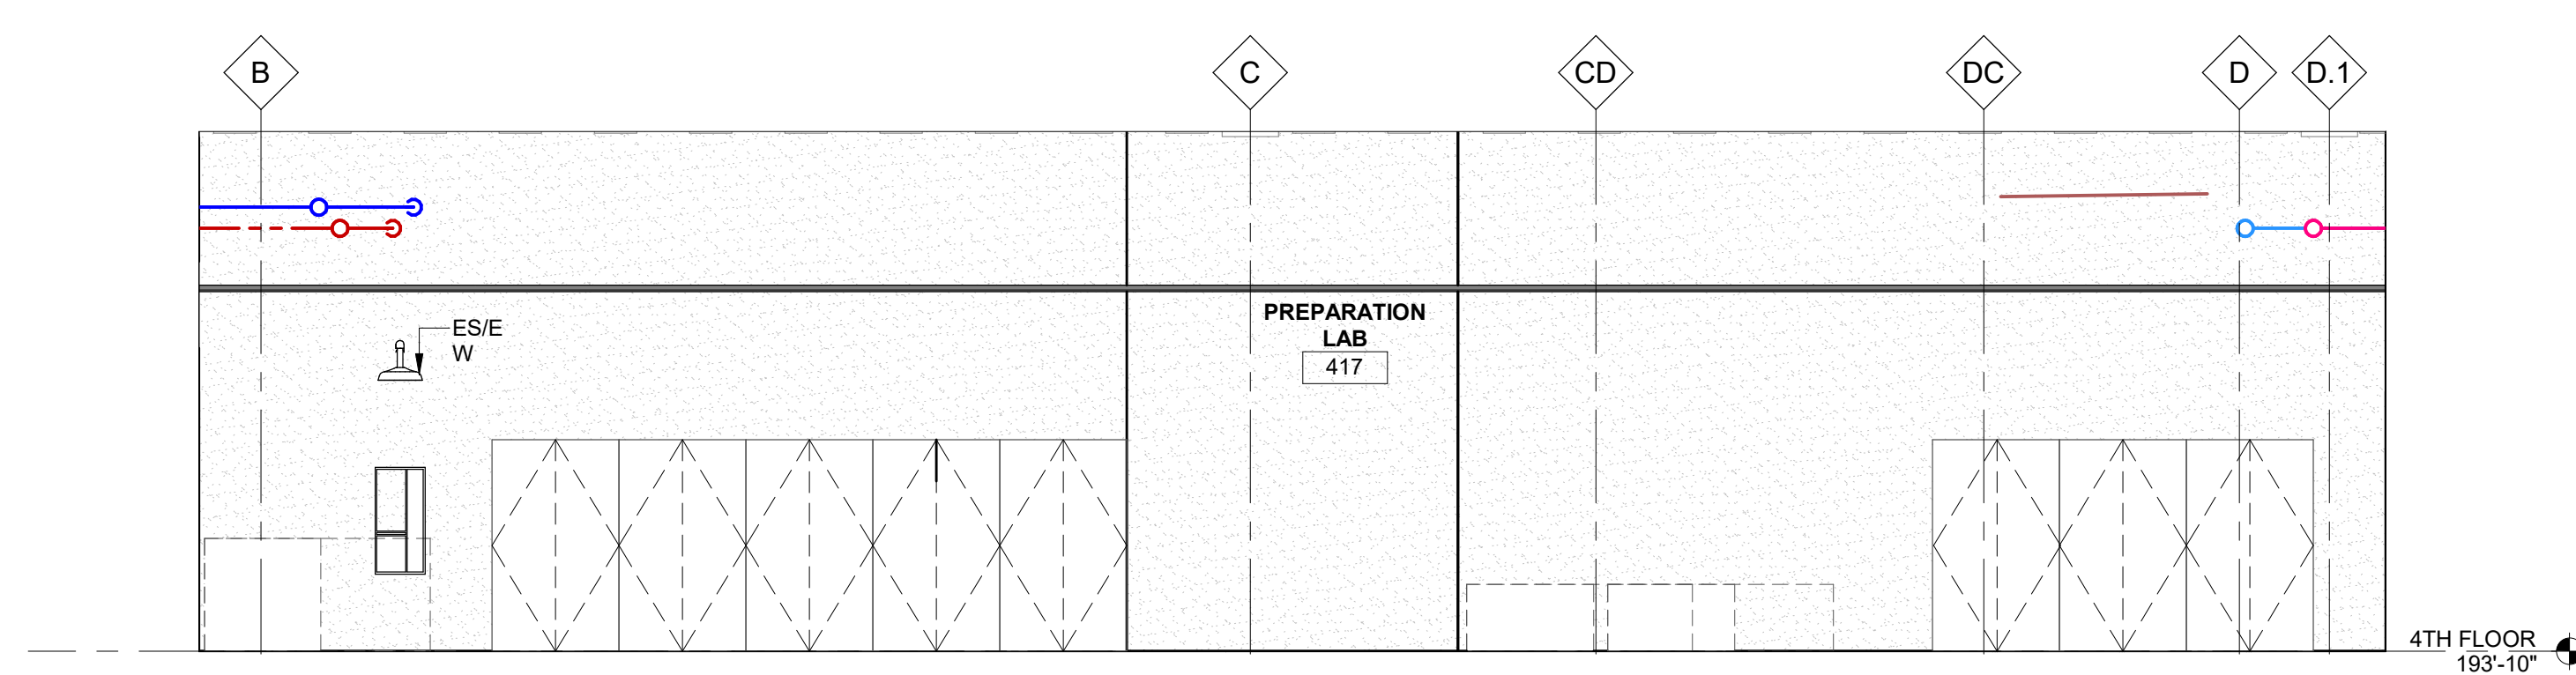 B
C
CD
DC
D
D.1
ES/E
W
PREPARATION
LAB
417
4TH FLOOR
193'-10"